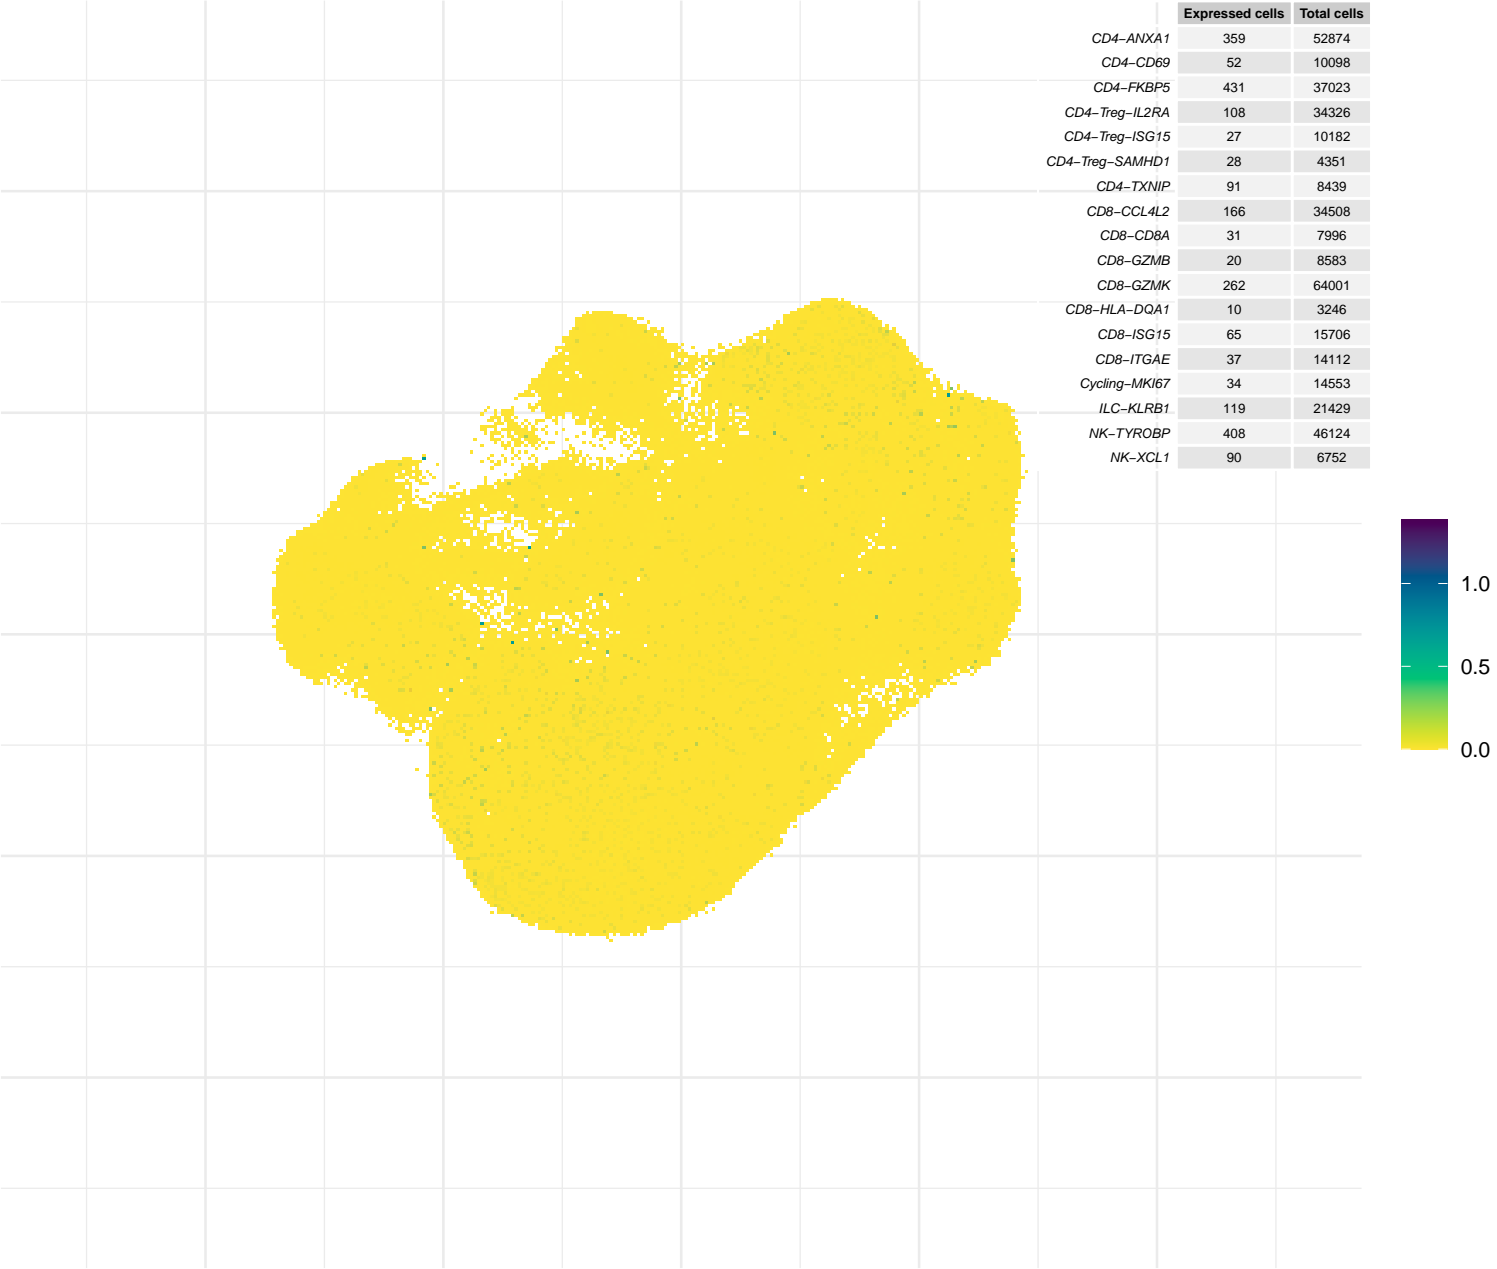 Expressed cells Total cells
CD4−ANXA1 359 52874
CD4−CD69 52 10098
CD4−FKBP5 431 37023
CD4−Treg−IL2RA 108 34326
CD4−Treg−ISG15 27 10182
CD4−Treg−SAMHD1 28 4351
CD4−TXNIP 91 8439
CD8−CCL4L2 166 34508
CD8−CD8A 31 7996
CD8−GZMB 20 8583
CD8−GZMK 262 64001
CD8−HLA−DQA1 10 3246
CD8−ISG15 65 15706
CD8−ITGAE 37 14112
Cycling−MKI67 34 14553
ILC−KLRB1 119 21429
NK−TYROBP 408 46124
NK−XCL1 90 6752
1.0
0.5
0.0